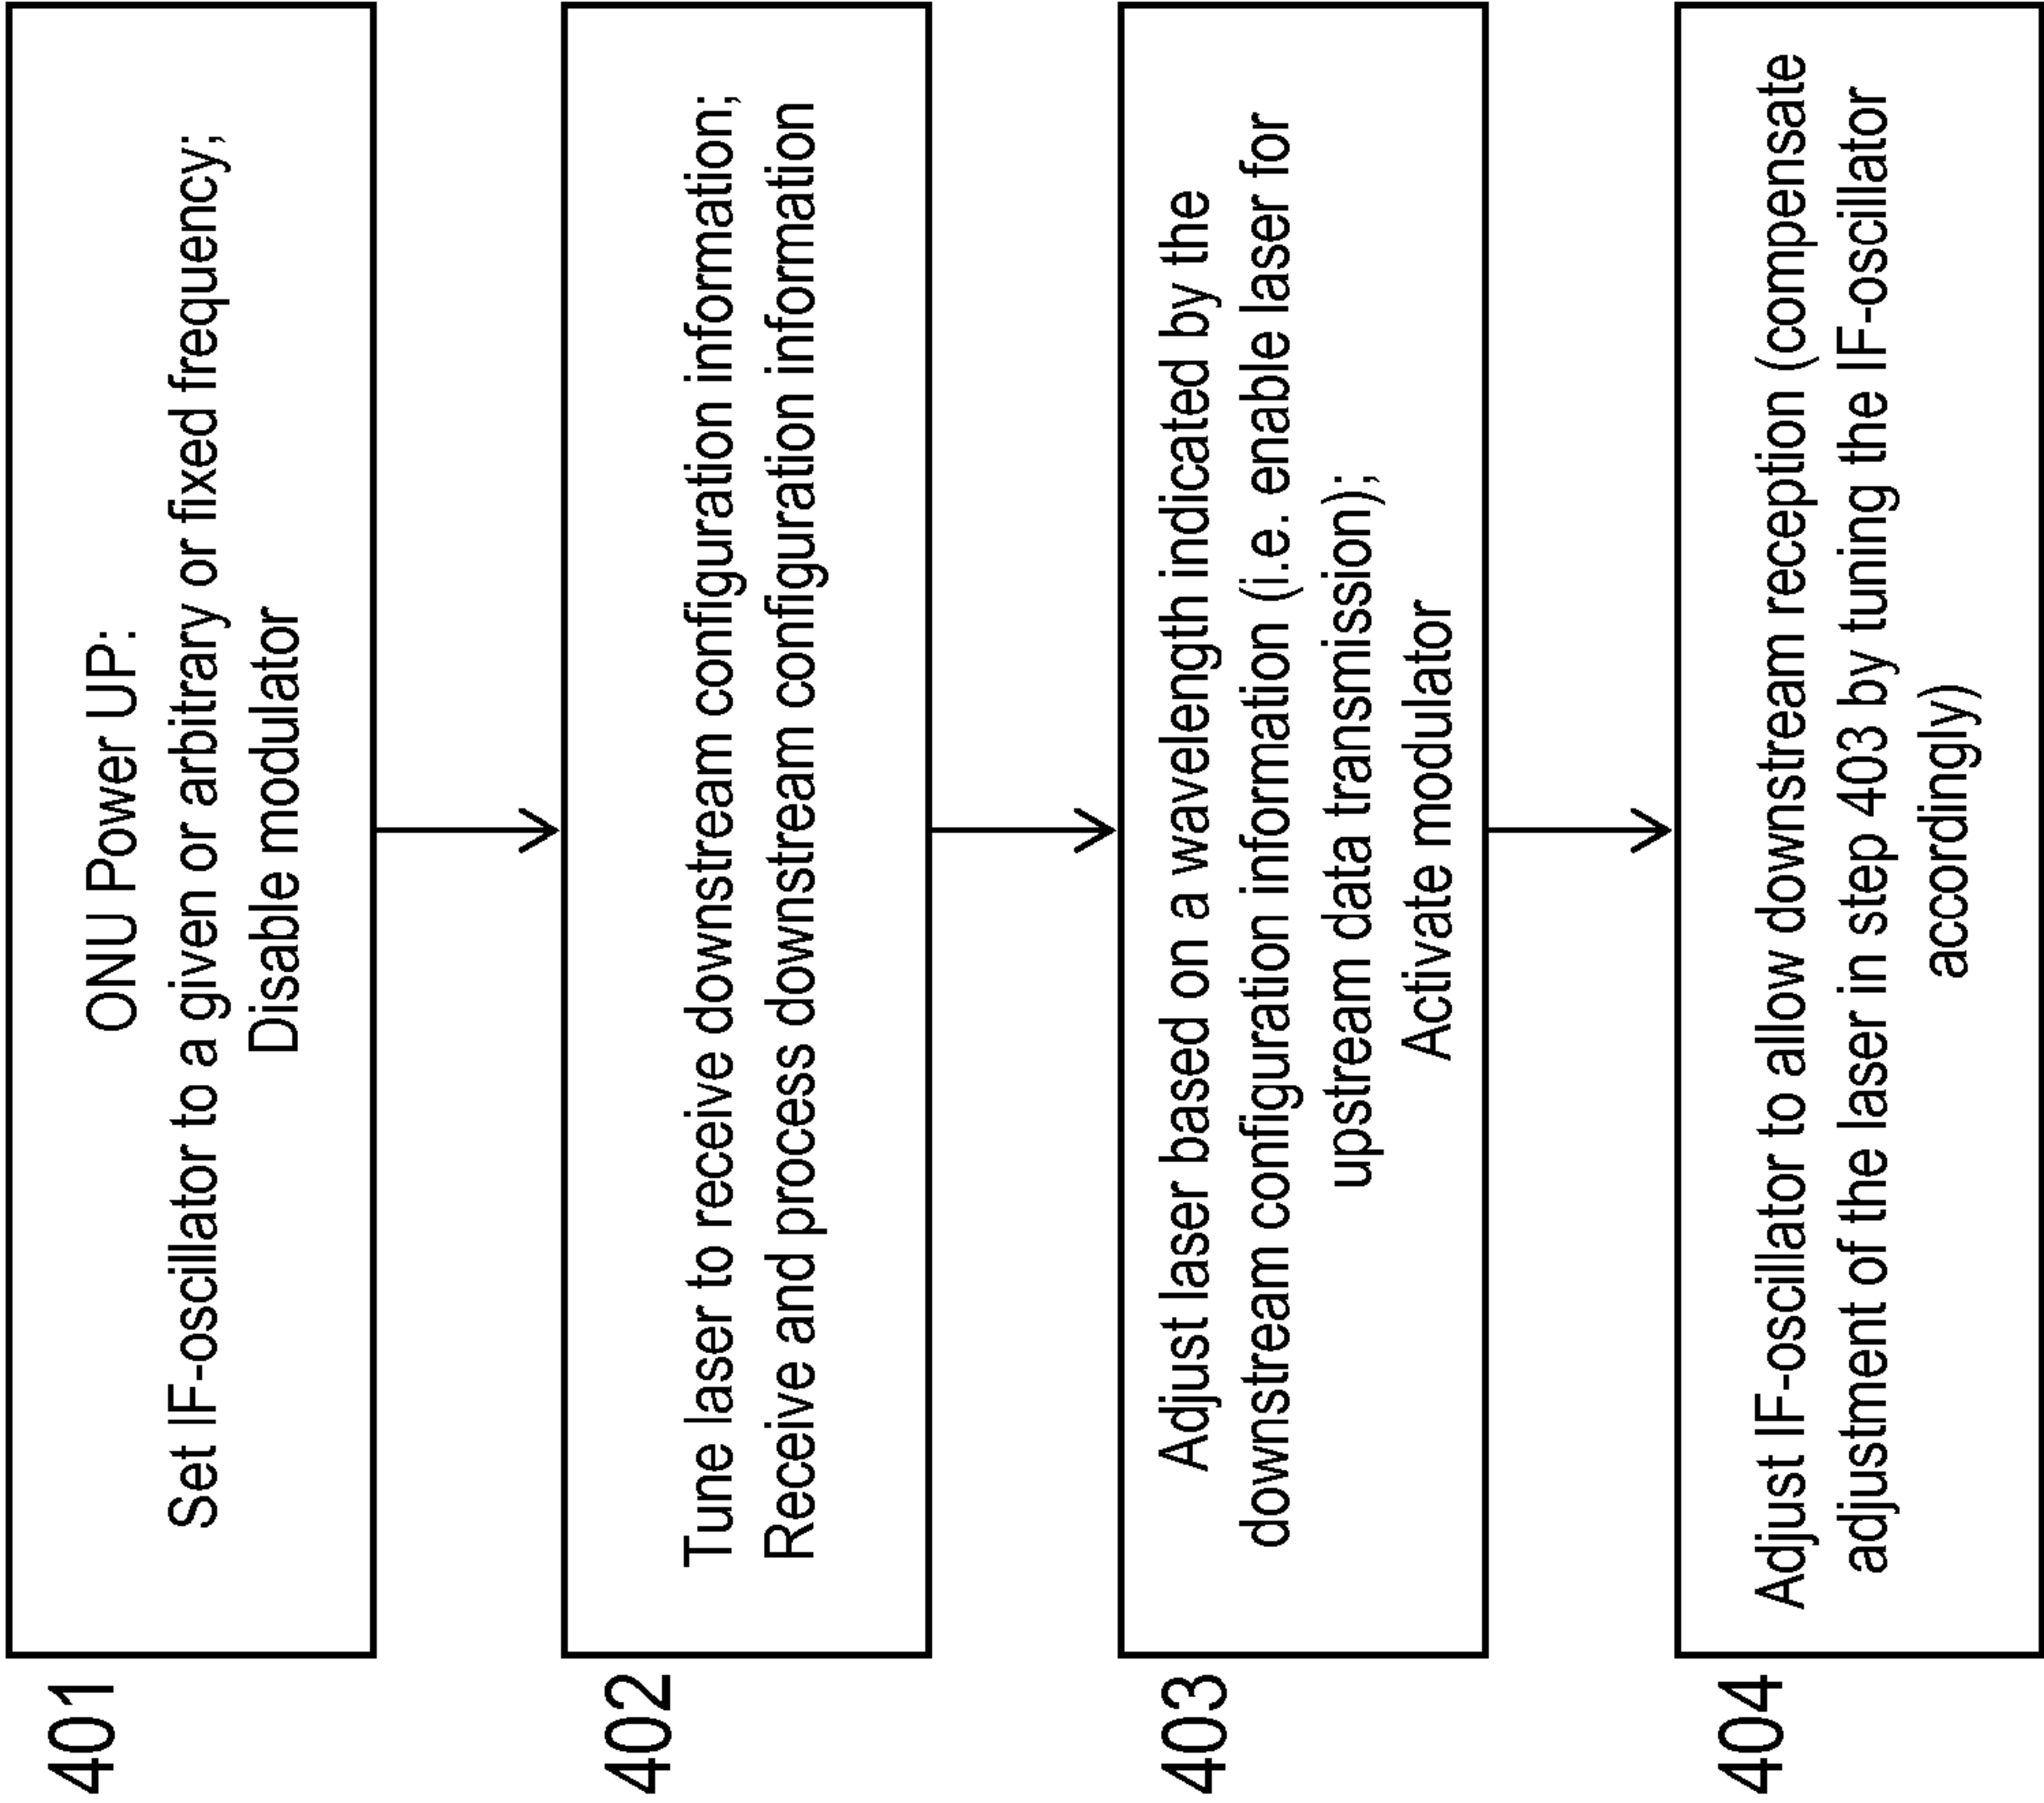 401
ONU Power UP:
Set IF-oscillator to a given or arbitrary or fixed frequency;
Disable modulator
402
Tune laser to receive downstream configuration information;
Receive and process downstream configuration information
403
Adjust laser based on a wavelength indicated by the
downstream configuration information (i.e. enable laser for
upstream data transmission);
Activate modulator
404
Adjust IF-oscillator to allow downstream reception (compensate
adjustment of the laser in step 403 by tuning the IF-oscillator
accordingly)